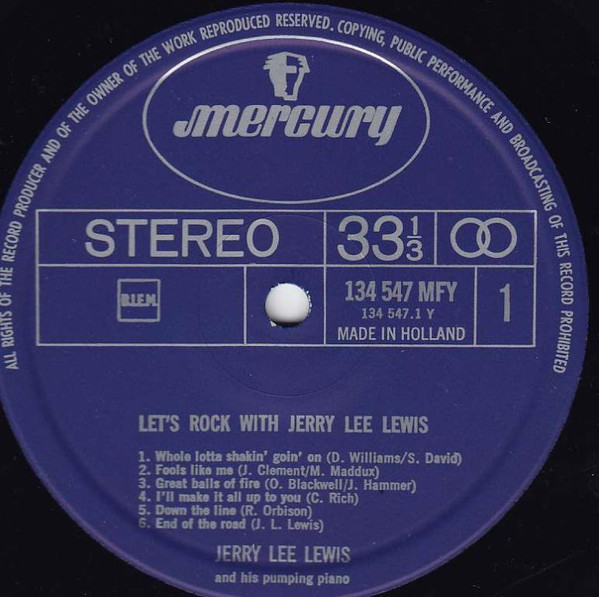 ALL RIGHTS OF THE RECORD PRODUCER AND OF THE OWNER OF THE WORK REPRODUCED RESERVED. COPYING, PUBLIC PERFORMANCE AND BROADCASTING OF THIS RECORD PROHIBITED
mercury
STEREO 33⅓
B.I.E.M. 134 547 MFY 1
134 547.1 Y
MADE IN HOLLAND
LET'S ROCK WITH JERRY LEE LEWIS
1. Whole lotta shakin' goin' on (D. Williams/S. David)
2. Fools like me (J. Clement/M. Maddux)
3. Great balls of fire (O. Blackwell/J. Hammer)
4. I'll make it all up to you (C. Rich)
5. Down the line (R. Orbison)
6. End of the road (J. L. Lewis)
JERRY LEE LEWIS
and his pumping piano